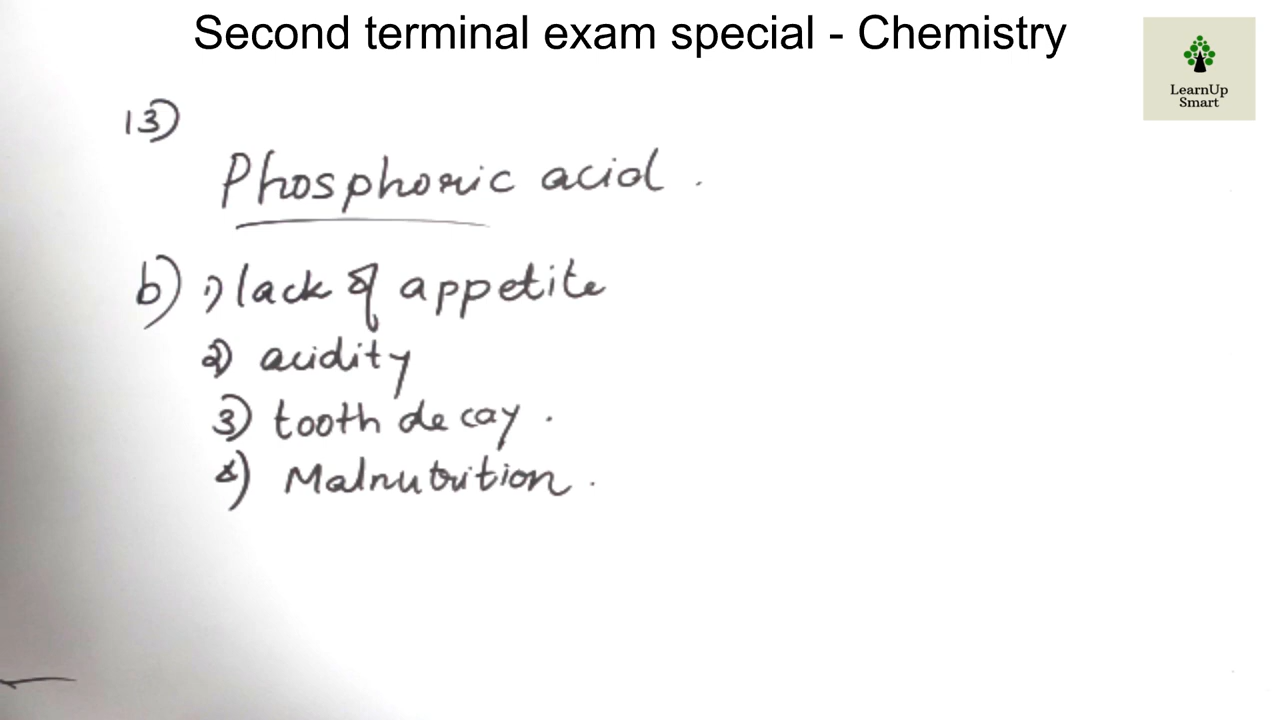 Second terminal exam special - Chemistry
LearnUp
Smart
13)
Phosphoric acid .
b) 1) lack of appetite
2) acidity
3) tooth decay .
4) Malnutrition .